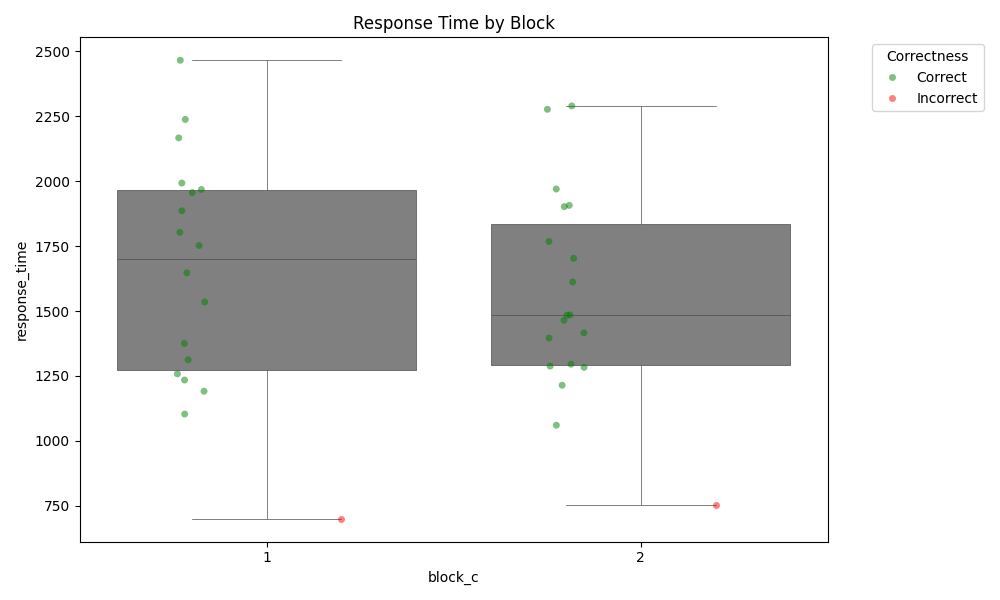 Response Time by Block
Correctness
Correct
Incorrect
response_time
2500
2250
2000
1750
1500
1250
1000
750
1
2
block_c